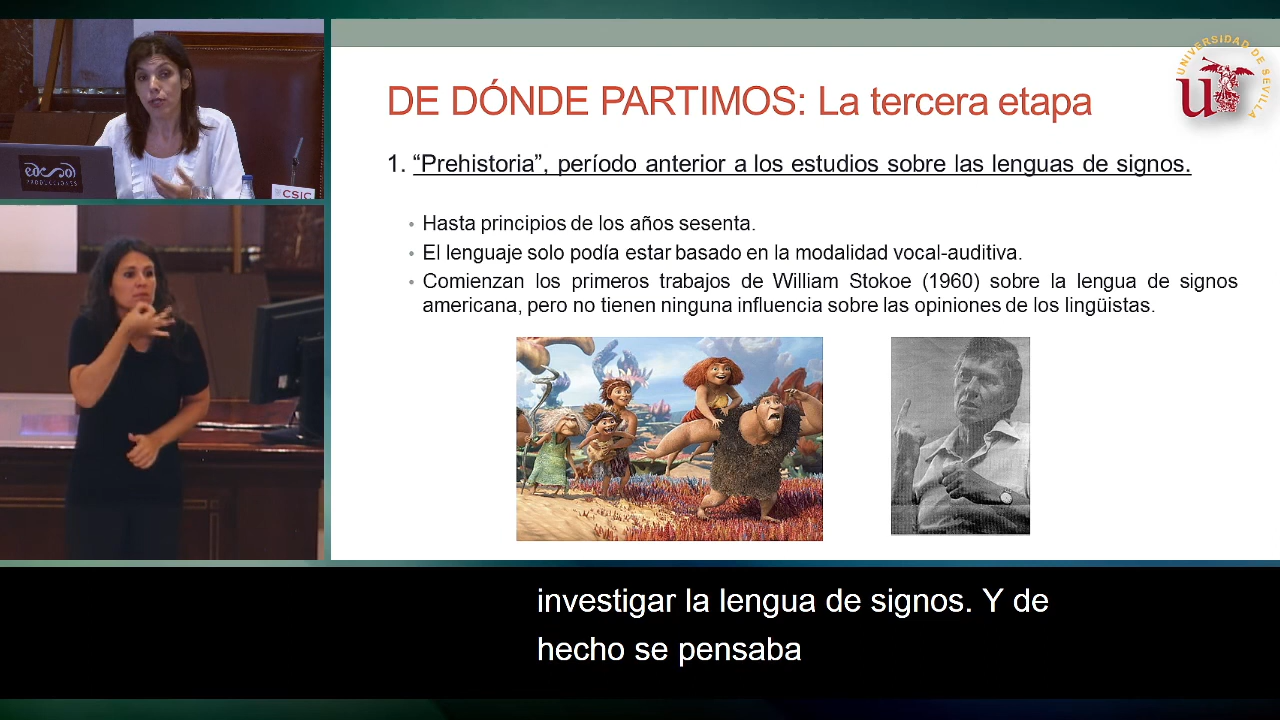 edsol
PRODUCCIONES
CSIC
UNIVERSIDAD DE SEVILLA
DE DÓNDE PARTIMOS: La tercera etapa
1. “Prehistoria”, período anterior a los estudios sobre las lenguas de signos.
• Hasta principios de los años sesenta.
• El lenguaje solo podía estar basado en la modalidad vocal-auditiva.
• Comienzan los primeros trabajos de William Stokoe (1960) sobre la lengua de signos
americana, pero no tienen ninguna influencia sobre las opiniones de los lingüistas.
investigar la lengua de signos. Y de
hecho se pensaba